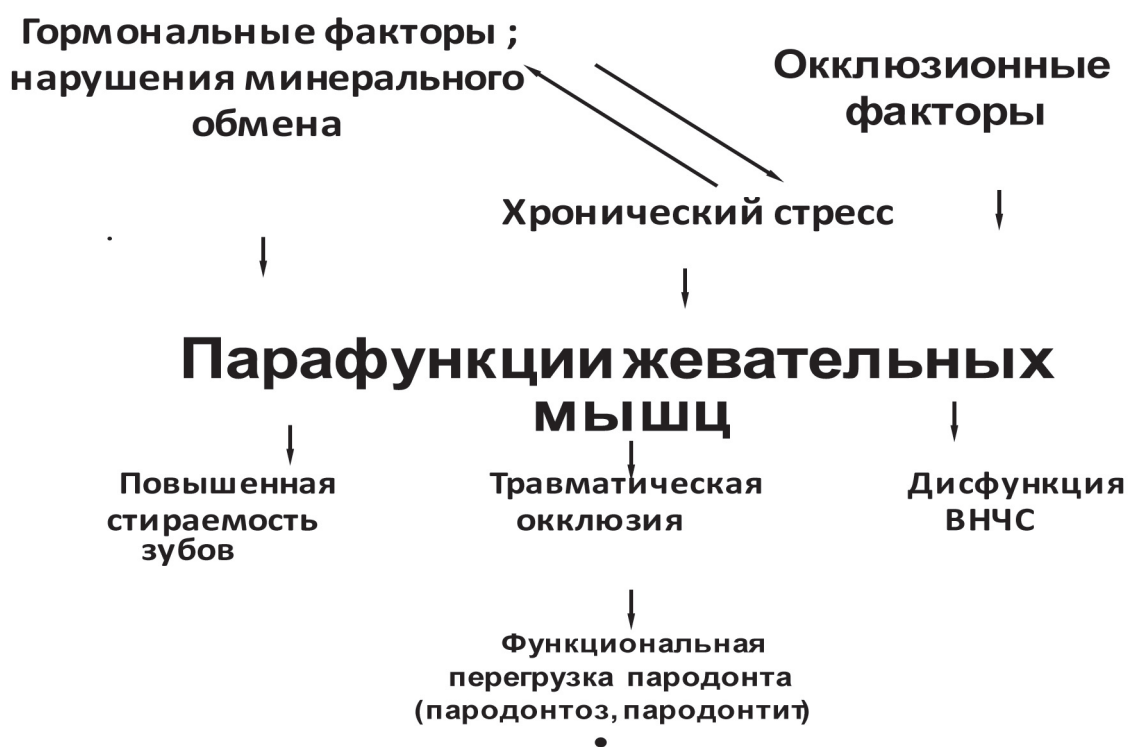 Гормональные факторы ;
нарушения минерального
обмена
Окклюзионные
факторы
Хронический стресс
Парафункции жевательных
мышц
Повышенная
стираемость
зубов
Травматическая
окклюзия
Дисфункция
ВНЧС
Функциональная
перегрузка пародонта
(пародонтоз, пародонтит)